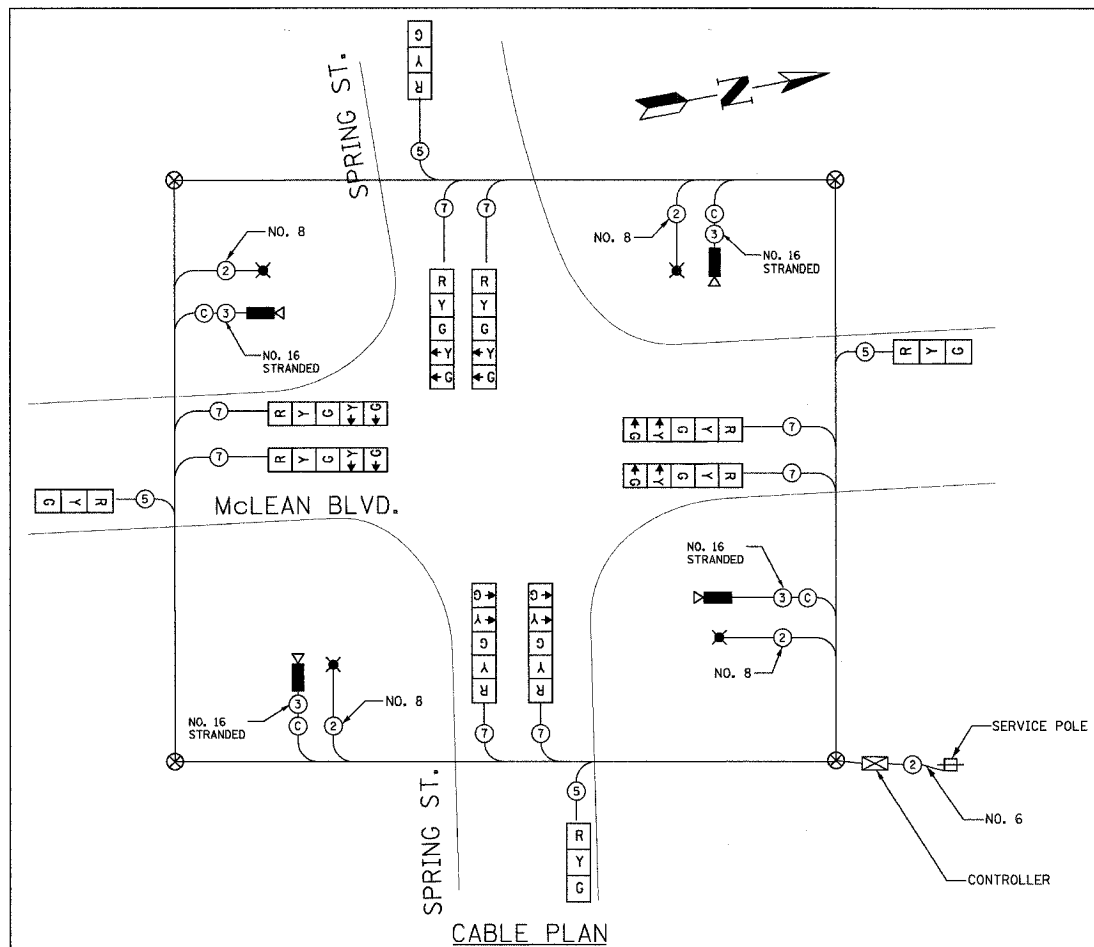 SPRING ST.
G
Y
R
N
5
7
7
2
C
NO. 8
3
NO. 16
STRANDED
NO. 8
2
C
3
NO. 16
STRANDED
R
Y
G
Y
G
R
Y
G
Y
G
5
R Y G
7
R Y G Y G
G Y G Y R
7
7
R Y G Y G
G Y G Y R
7
G Y R
5
McLEAN BLVD.
NO. 16
STRANDED
3
C
2
NO. 8
G
Y
G
Y
R
G
Y
G
Y
R
NO. 16
STRANDED
3
C
2
NO. 8
7
7
5
R
Y
G
SPRING ST.
2
SERVICE POLE
NO. 6
CONTROLLER
CABLE PLAN